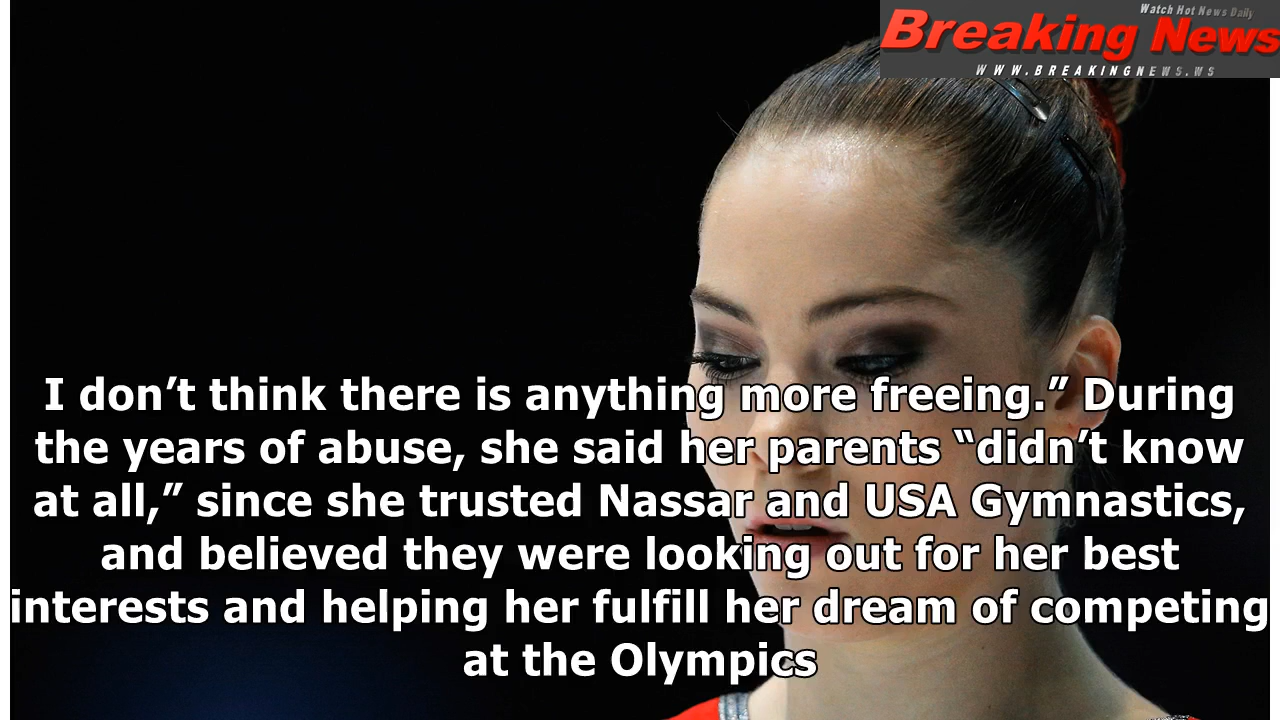 Watch Hot News Daily
Breaking News
WWW.BREAKINGNEWS.WS
I don’t think there is anything more freeing.” During
the years of abuse, she said her parents “didn’t know
at all,” since she trusted Nassar and USA Gymnastics,
and believed they were looking out for her best
interests and helping her fulfill her dream of competing
at the Olympics